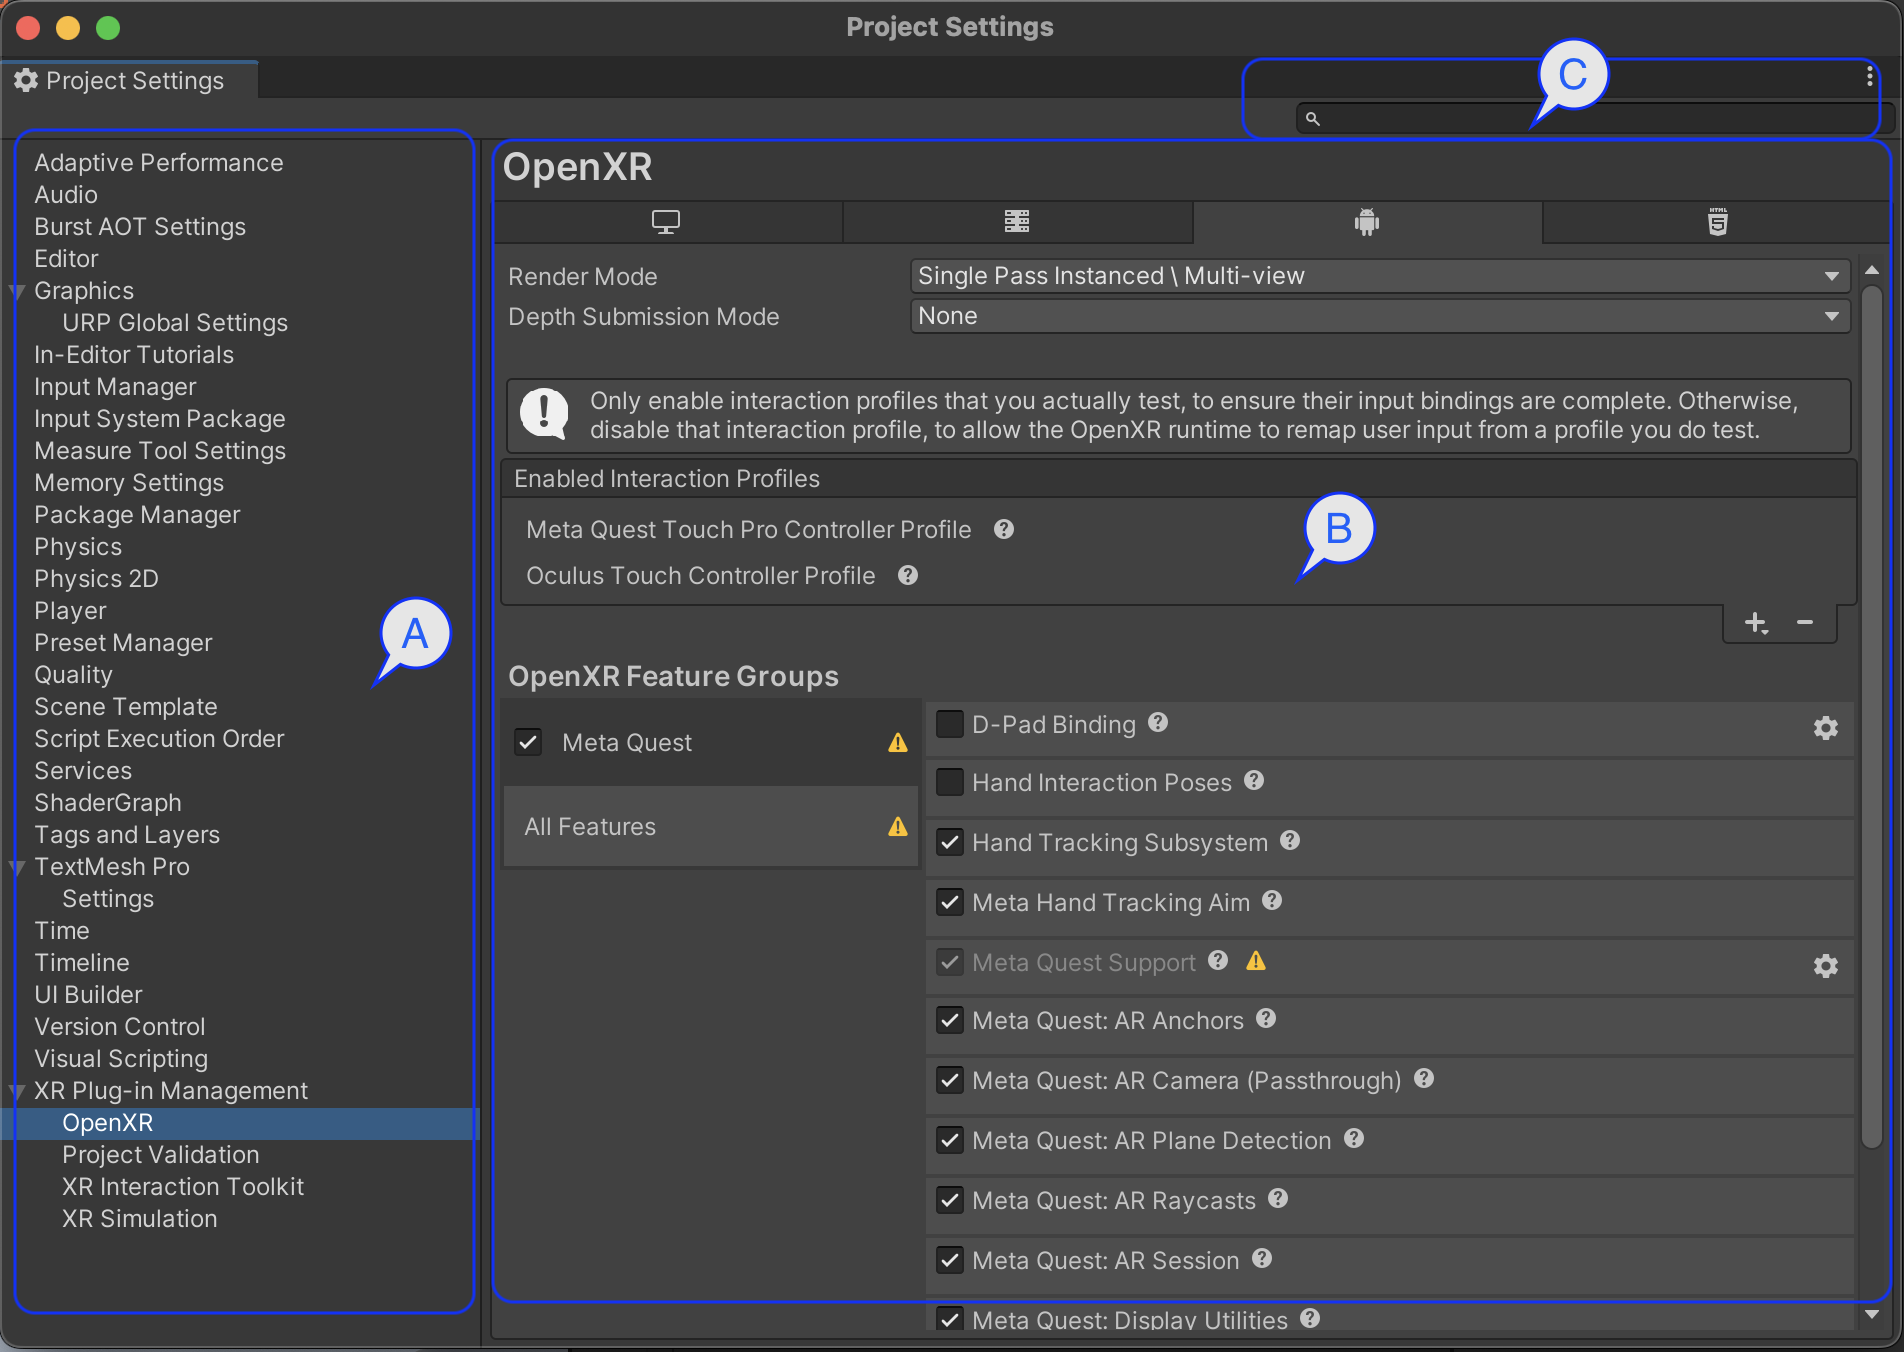 Project Settings
Project Settings
C
Adaptive Performance
Audio
Burst AOT Settings
Editor
Graphics
URP Global Settings
In-Editor Tutorials
Input Manager
Input System Package
Measure Tool Settings
Memory Settings
Package Manager
Physics
Physics 2D
Player
Preset Manager
Quality
Scene Template
Script Execution Order
Services
ShaderGraph
Tags and Layers
TextMesh Pro
Settings
Time
Timeline
UI Builder
Version Control
Visual Scripting
XR Plug-in Management
OpenXR
Project Validation
XR Interaction Toolkit
XR Simulation
A
OpenXR
HTML
5
Render Mode
Single Pass Instanced \ Multi-view
Depth Submission Mode
None
Only enable interaction profiles that you actually test, to ensure their input bindings are complete. Otherwise,
disable that interaction profile, to allow the OpenXR runtime to remap user input from a profile you do test.
Enabled Interaction Profiles
Meta Quest Touch Pro Controller Profile
Oculus Touch Controller Profile
B
OpenXR Feature Groups
Meta Quest
All Features
D-Pad Binding
Hand Interaction Poses
Hand Tracking Subsystem
Meta Hand Tracking Aim
Meta Quest Support
Meta Quest: AR Anchors
Meta Quest: AR Camera (Passthrough)
Meta Quest: AR Plane Detection
Meta Quest: AR Raycasts
Meta Quest: AR Session
Meta Quest: Display Utilities